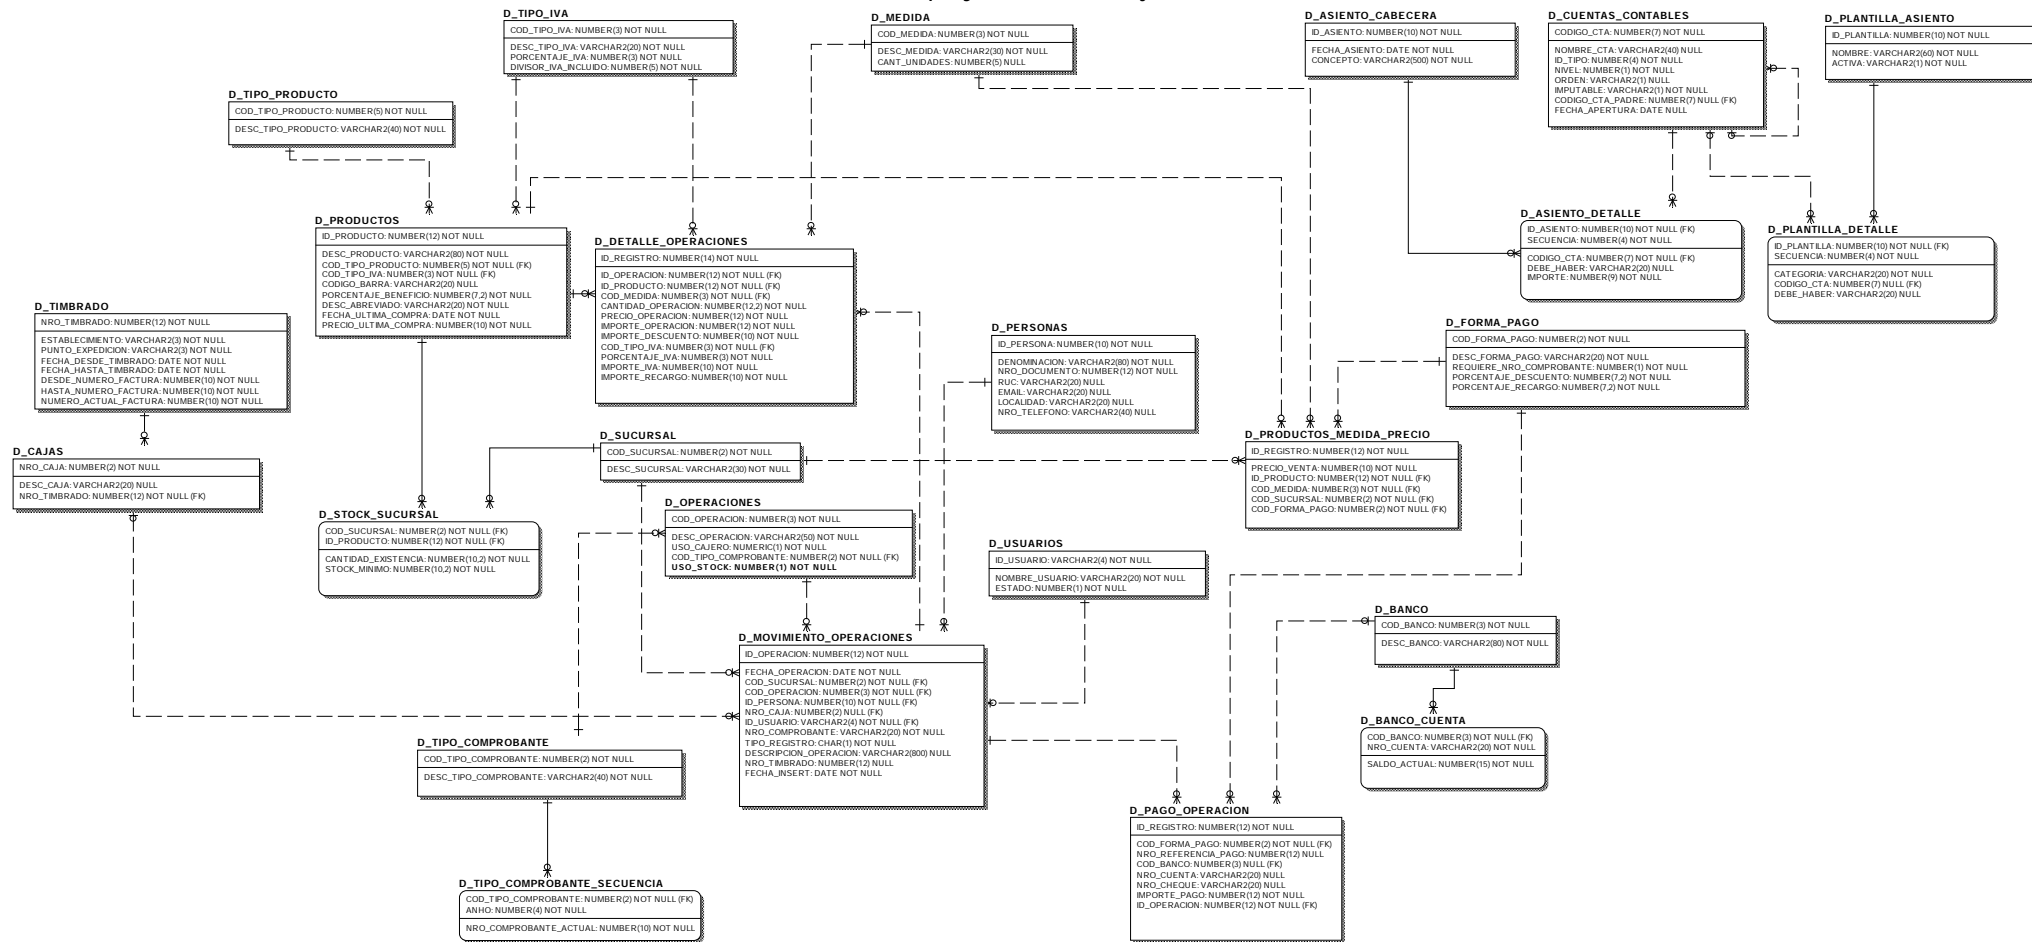 D_TIPO_IVA
COD_TIPO_IVA: NUMBER(3) NOT NULL
DESC_TIPO_IVA: VARCHAR2(20) NOT NULL
PORCENTAJE_IVA: NUMBER(3) NOT NULL
DIVISOR_IVA_INCLUIDO: NUMBER(5) NOT NULL
D_MEDIDA
COD_MEDIDA: NUMBER(3) NOT NULL
DESC_MEDIDA: VARCHAR2(30) NOT NULL
CANT_UNIDADES: NUMBER(5) NULL
D_ASIENTO_CABECERA
ID_ASIENTO: NUMBER(10) NOT NULL
FECHA_ASIENTO: DATE NOT NULL
CONCEPTO: VARCHAR2(500) NOT NULL
D_CUENTAS_CONTABLES
CODIGO_CTA: NUMBER(7) NOT NULL
NOMBRE_CTA: VARCHAR2(40) NULL
ID_TIPO: NUMBER(4) NOT NULL
NIVEL: NUMBER(1) NOT NULL
ORDEN: VARCHAR2(1) NULL
IMPUTABLE: VARCHAR2(1) NOT NULL
CODIGO_CTA_PADRE: NUMBER(7) NULL (FK)
FECHA_APERTURA: DATE NULL
D_PLANTILLA_ASIENTO
ID_PLANTILLA: NUMBER(10) NOT NULL
NOMBRE: VARCHAR2(60) NOT NULL
ACTIVA: VARCHAR2(1) NOT NULL
D_TIPO_PRODUCTO
COD_TIPO_PRODUCTO: NUMBER(5) NOT NULL
DESC_TIPO_PRODUCTO: VARCHAR2(40) NOT NULL
D_PRODUCTOS
ID_PRODUCTO: NUMBER(12) NOT NULL
DESC_PRODUCTO: VARCHAR2(80) NOT NULL
COD_TIPO_PRODUCTO: NUMBER(5) NOT NULL (FK)
COD_TIPO_IVA: NUMBER(3) NOT NULL (FK)
CODIGO_BARRA: VARCHAR2(20) NULL
PORCENTAJE_BENEFICIO: NUMBER(7,2) NOT NULL
DESC_ABREVIADO: VARCHAR2(20) NOT NULL
FECHA_ULTIMA_COMPRA: DATE NOT NULL
PRECIO_ULTIMA_COMPRA: NUMBER(10) NOT NULL
D_DETALLE_OPERACIONES
ID_REGISTRO: NUMBER(14) NOT NULL
ID_OPERACION: NUMBER(12) NOT NULL (FK)
ID_PRODUCTO: NUMBER(12) NOT NULL (FK)
COD_MEDIDA: NUMBER(3) NOT NULL (FK)
CANTIDAD_OPERACION: NUMBER(12,2) NOT NULL
PRECIO_OPERACION: NUMBER(12) NOT NULL
IMPORTE_OPERACION: NUMBER(12) NOT NULL
IMPORTE_DESCUENTO: NUMBER(10) NOT NULL
COD_TIPO_IVA: NUMBER(3) NOT NULL (FK)
PORCENTAJE_IVA: NUMBER(3) NOT NULL
IMPORTE_IVA: NUMBER(10) NOT NULL
IMPORTE_RECARGO: NUMBER(10) NOT NULL
D_ASIENTO_DETALLE
ID_ASIENTO: NUMBER(10) NOT NULL (FK)
SECUENCIA: NUMBER(4) NOT NULL
CODIGO_CTA: NUMBER(7) NOT NULL (FK)
DEBE_HABER: VARCHAR2(20) NULL
IMPORTE: NUMBER(9) NOT NULL
D_PLANTILLA_DETALLE
ID_PLANTILLA: NUMBER(10) NOT NULL (FK)
SECUENCIA: NUMBER(4) NOT NULL
CATEGORIA: VARCHAR2(20) NOT NULL
CODIGO_CTA: NUMBER(7) NULL (FK)
DEBE_HABER: VARCHAR2(20) NULL
D_TIMBRADO
NRO_TIMBRADO: NUMBER(12) NOT NULL
ESTABLECIMIENTO: VARCHAR2(3) NOT NULL
PUNTO_EXPEDICION: VARCHAR2(3) NOT NULL
FECHA_DESDE_TIMBRADO: DATE NOT NULL
FECHA_HASTA_TIMBRADO: DATE NOT NULL
DESDE_NUMERO_FACTURA: NUMBER(10) NOT NULL
HASTA_NUMERO_FACTURA: NUMBER(10) NOT NULL
NUMERO_ACTUAL_FACTURA: NUMBER(10) NOT NULL
D_PERSONAS
ID_PERSONA: NUMBER(10) NOT NULL
DENOMINACION: VARCHAR2(80) NOT NULL
NRO_DOCUMENTO: NUMBER(12) NOT NULL
RUC: VARCHAR2(20) NULL
EMAIL: VARCHAR2(20) NULL
LOCALIDAD: VARCHAR2(20) NULL
NRO_TELEFONO: VARCHAR2(40) NULL
D_FORMA_PAGO
COD_FORMA_PAGO: NUMBER(2) NOT NULL
DESC_FORMA_PAGO: VARCHAR2(20) NOT NULL
REQUIERE_NRO_COMPROBANTE: NUMBER(1) NOT NULL
PORCENTAJE_DESCUENTO: NUMBER(7,2) NOT NULL
PORCENTAJE_RECARGO: NUMBER(7,2) NOT NULL
D_CAJAS
NRO_CAJA: NUMBER(2) NOT NULL
DESC_CAJA: VARCHAR2(20) NULL
NRO_TIMBRADO: NUMBER(12) NOT NULL (FK)
D_SUCURSAL
COD_SUCURSAL: NUMBER(2) NOT NULL
DESC_SUCURSAL: VARCHAR2(30) NOT NULL
D_PRODUCTOS_MEDIDA_PRECIO
ID_REGISTRO: NUMBER(12) NOT NULL
PRECIO_VENTA: NUMBER(10) NOT NULL
ID_PRODUCTO: NUMBER(12) NOT NULL (FK)
COD_MEDIDA: NUMBER(3) NOT NULL (FK)
COD_SUCURSAL: NUMBER(2) NOT NULL (FK)
COD_FORMA_PAGO: NUMBER(2) NOT NULL (FK)
D_STOCK_SUCURSAL
COD_SUCURSAL: NUMBER(2) NOT NULL (FK)
ID_PRODUCTO: NUMBER(12) NOT NULL (FK)
CANTIDAD_EXISTENCIA: NUMBER(10,2) NOT NULL
STOCK_MINIMO: NUMBER(10,2) NOT NULL
D_OPERACIONES
COD_OPERACION: NUMBER(3) NOT NULL
DESC_OPERACION: VARCHAR2(50) NOT NULL
USO_CAJERO: NUMERIC(1) NOT NULL
COD_TIPO_COMPROBANTE: NUMBER(2) NOT NULL (FK)
USO_STOCK: NUMBER(1) NOT NULL
D_USUARIOS
ID_USUARIO: VARCHAR2(4) NOT NULL
NOMBRE_USUARIO: VARCHAR2(20) NOT NULL
ESTADO: NUMBER(1) NOT NULL
D_MOVIMIENTO_OPERACIONES
ID_OPERACION: NUMBER(12) NOT NULL
FECHA_OPERACION: DATE NOT NULL
COD_SUCURSAL: NUMBER(2) NOT NULL (FK)
COD_OPERACION: NUMBER(3) NOT NULL (FK)
ID_PERSONA: NUMBER(10) NOT NULL (FK)
NRO_CAJA: NUMBER(2) NULL (FK)
ID_USUARIO: VARCHAR2(4) NOT NULL (FK)
NRO_COMPROBANTE: VARCHAR2(20) NOT NULL
TIPO_REGISTRO: CHAR(1) NOT NULL
DESCRIPCION_OPERACION: VARCHAR2(800) NULL
NRO_TIMBRADO: NUMBER(12) NULL
FECHA_INSERT: DATE NOT NULL
D_BANCO
COD_BANCO: NUMBER(3) NOT NULL
DESC_BANCO: VARCHAR2(80) NOT NULL
D_BANCO_CUENTA
COD_BANCO: NUMBER(3) NOT NULL (FK)
NRO_CUENTA: VARCHAR2(20) NOT NULL
SALDO_ACTUAL: NUMBER(15) NOT NULL
D_TIPO_COMPROBANTE
COD_TIPO_COMPROBANTE: NUMBER(2) NOT NULL
DESC_TIPO_COMPROBANTE: VARCHAR2(40) NOT NULL
D_PAGO_OPERACION
ID_REGISTRO: NUMBER(12) NOT NULL
COD_FORMA_PAGO: NUMBER(2) NOT NULL (FK)
NRO_REFERENCIA_PAGO: NUMBER(12) NULL
COD_BANCO: NUMBER(3) NULL (FK)
NRO_CUENTA: VARCHAR2(20) NULL
NRO_CHEQUE: VARCHAR2(20) NULL
IMPORTE_PAGO: NUMBER(12) NOT NULL
ID_OPERACION: NUMBER(12) NOT NULL (FK)
D_TIPO_COMPROBANTE_SECUENCIA
COD_TIPO_COMPROBANTE: NUMBER(2) NOT NULL (FK)
ANHO: NUMBER(4) NOT NULL
NRO_COMPROBANTE_ACTUAL: NUMBER(10) NOT NULL